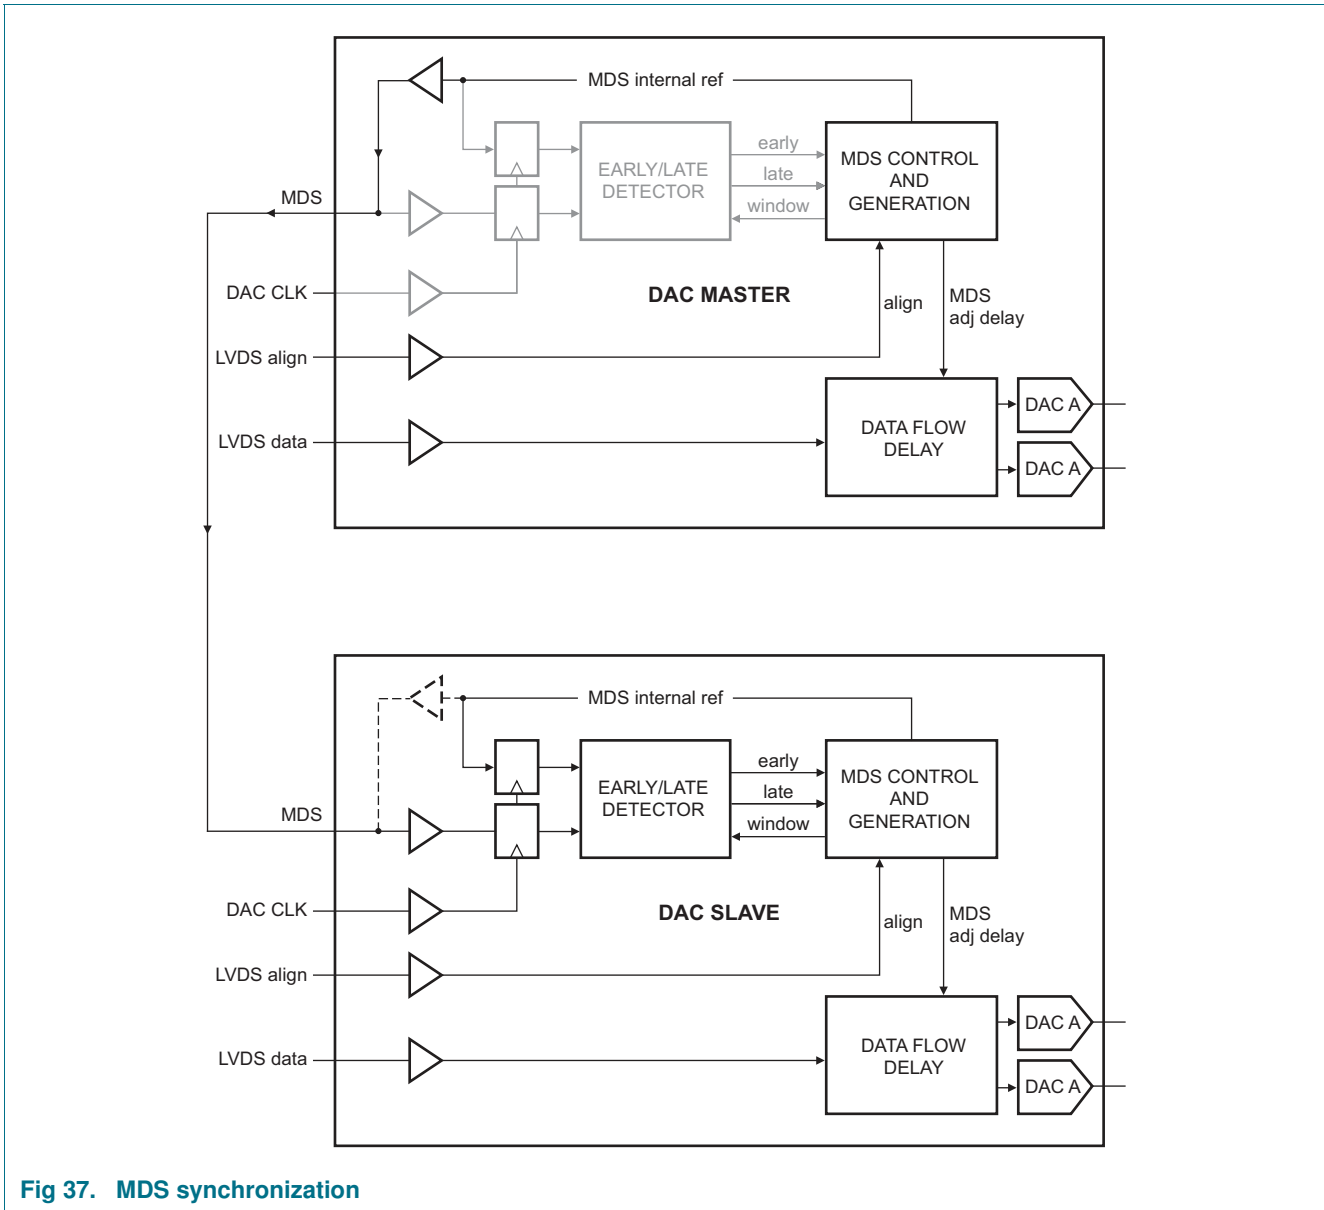 MDS internal ref
EARLY/LATE
DETECTOR
early
late
window
MDS CONTROL
AND
GENERATION
MDS
DAC CLK
DAC MASTER
align
MDS
adj delay
LVDS align
LVDS data
DATA FLOW
DELAY
DAC A
DAC A
MDS internal ref
EARLY/LATE
DETECTOR
early
late
window
MDS CONTROL
AND
GENERATION
MDS
DAC CLK
DAC SLAVE
align
MDS
adj delay
LVDS align
LVDS data
DATA FLOW
DELAY
DAC A
DAC A
Fig 37. MDS synchronization